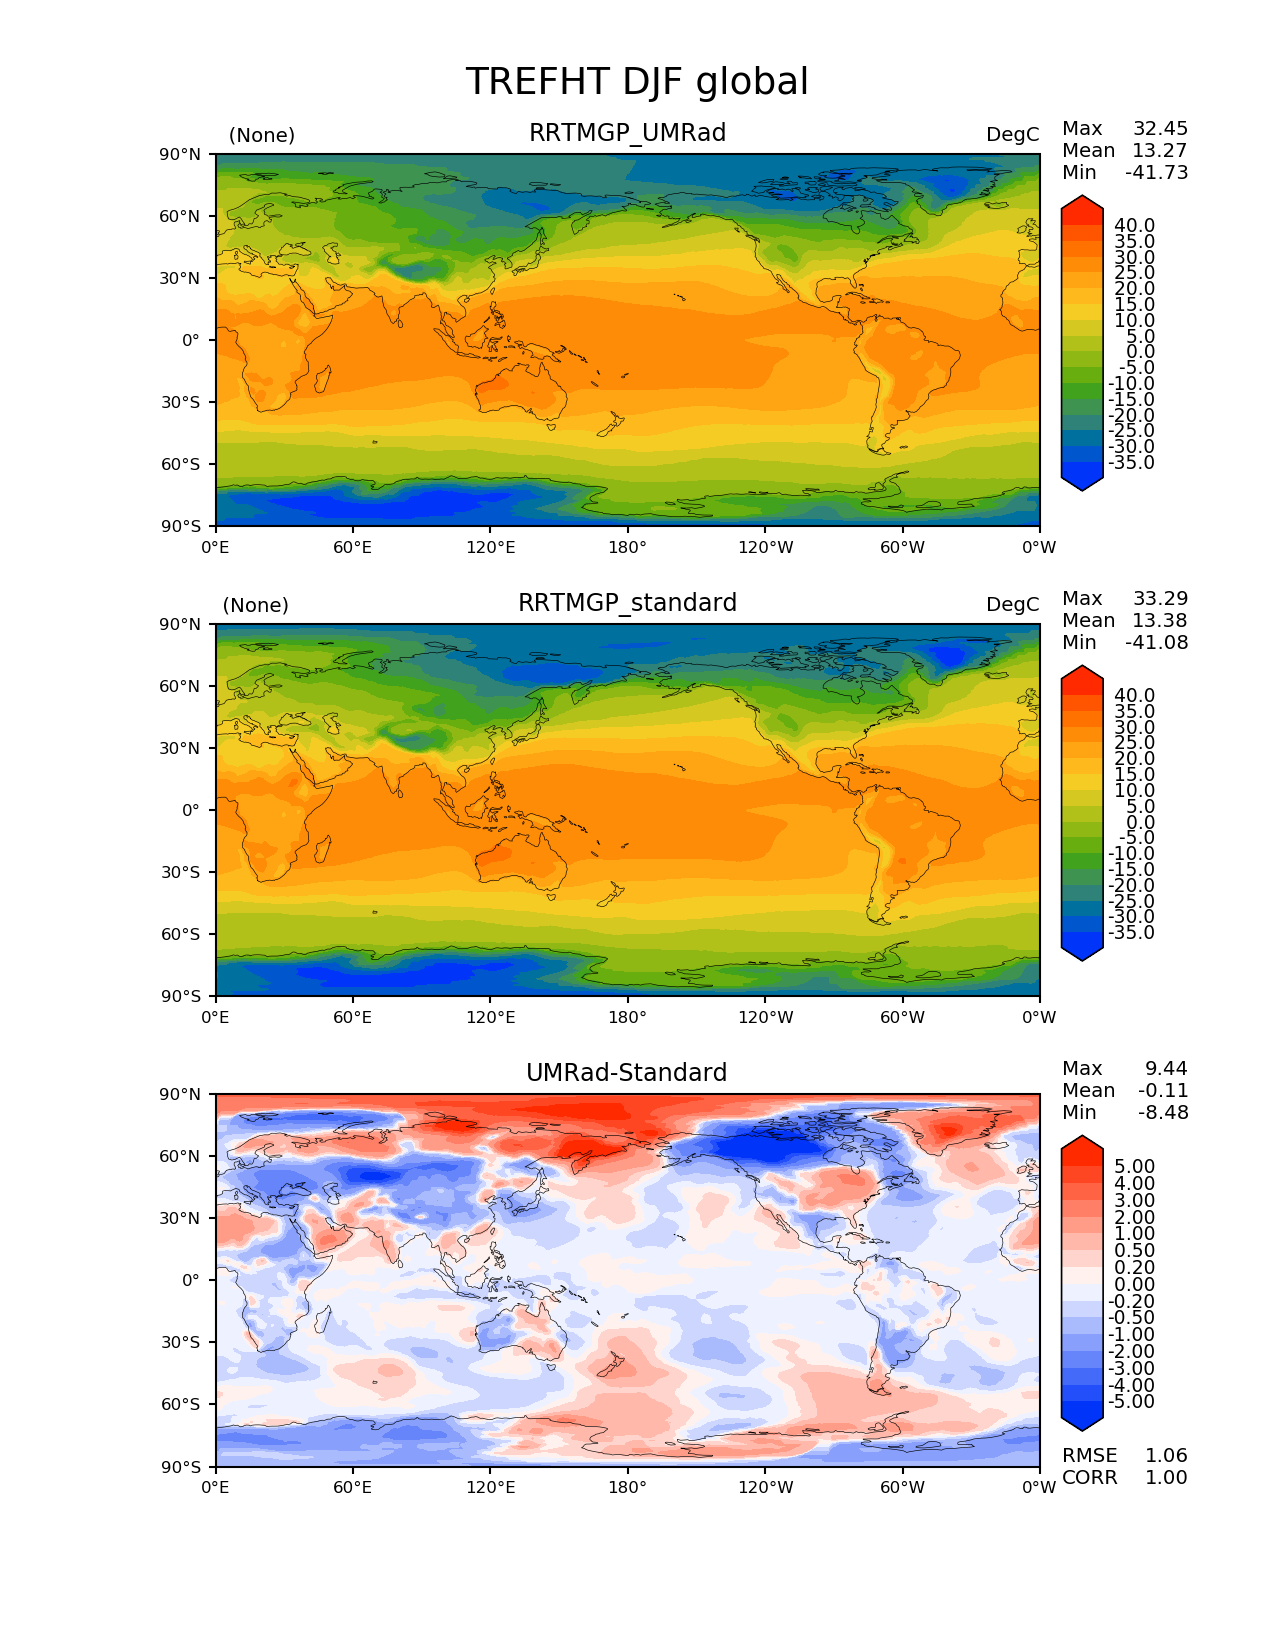 TREFHT DJF global
(None) RRTMGP_UMRad DegC
Max 32.45
Mean 13.27
Min -41.73
90°N
60°N
30°N
0°
30°S
60°S
90°S
0°E 60°E 120°E 180° 120°W 60°W 0°W
40.0
35.0
30.0
25.0
20.0
15.0
10.0
5.0
0.0
-5.0
-10.0
-15.0
-20.0
-25.0
-30.0
-35.0
(None) RRTMGP_standard DegC
Max 33.29
Mean 13.38
Min -41.08
90°N
60°N
30°N
0°
30°S
60°S
90°S
0°E 60°E 120°E 180° 120°W 60°W 0°W
40.0
35.0
30.0
25.0
20.0
15.0
10.0
5.0
0.0
-5.0
-10.0
-15.0
-20.0
-25.0
-30.0
-35.0
UMRad-Standard
Max 9.44
Mean -0.11
Min -8.48
90°N
60°N
30°N
0°
30°S
60°S
90°S
0°E 60°E 120°E 180° 120°W 60°W 0°W
5.00
4.00
3.00
2.00
1.00
0.50
0.20
0.00
-0.20
-0.50
-1.00
-2.00
-3.00
-4.00
-5.00
RMSE 1.06
CORR 1.00